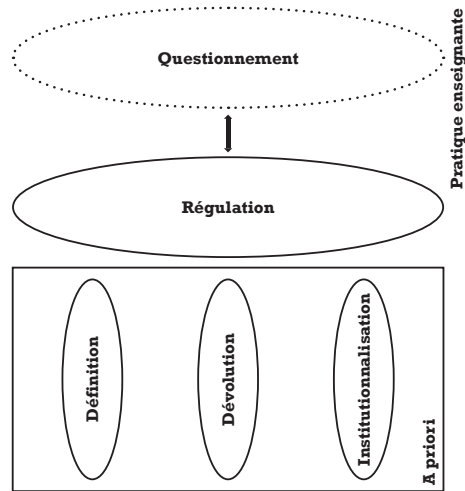 Questionnement
Pratique enseignante
Régulation
Définition
Dévolution
Institutionnalisation
A priori